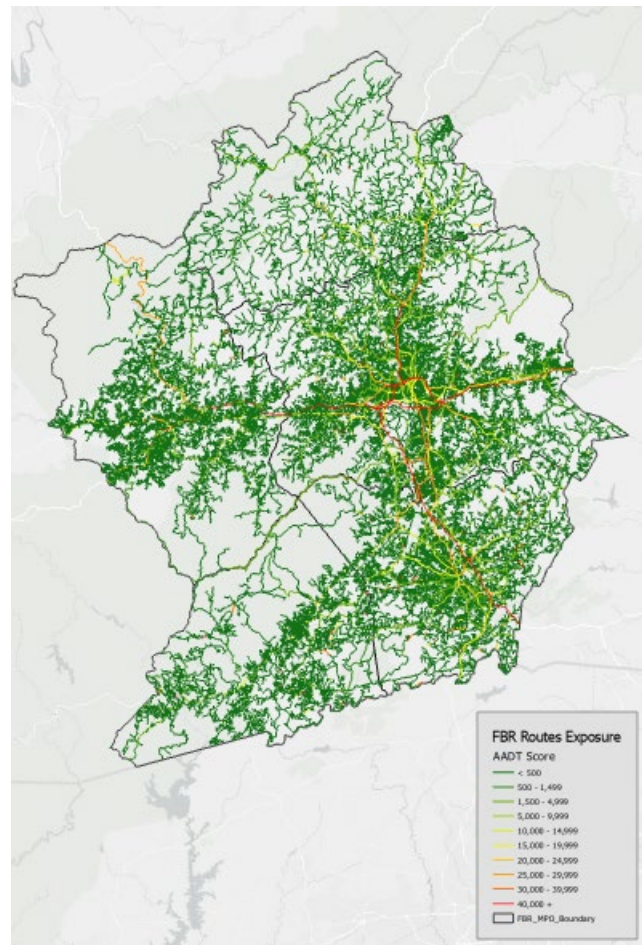 FBR Routes Exposure
AADT Score
< 500
500 - 1,499
1,500 - 4,999
5,000 - 9,999
10,000 - 14,999
15,000 - 19,999
20,000 - 24,999
25,000 - 29,999
30,000 - 39,999
40,000 +
FBR_MPO_Boundary